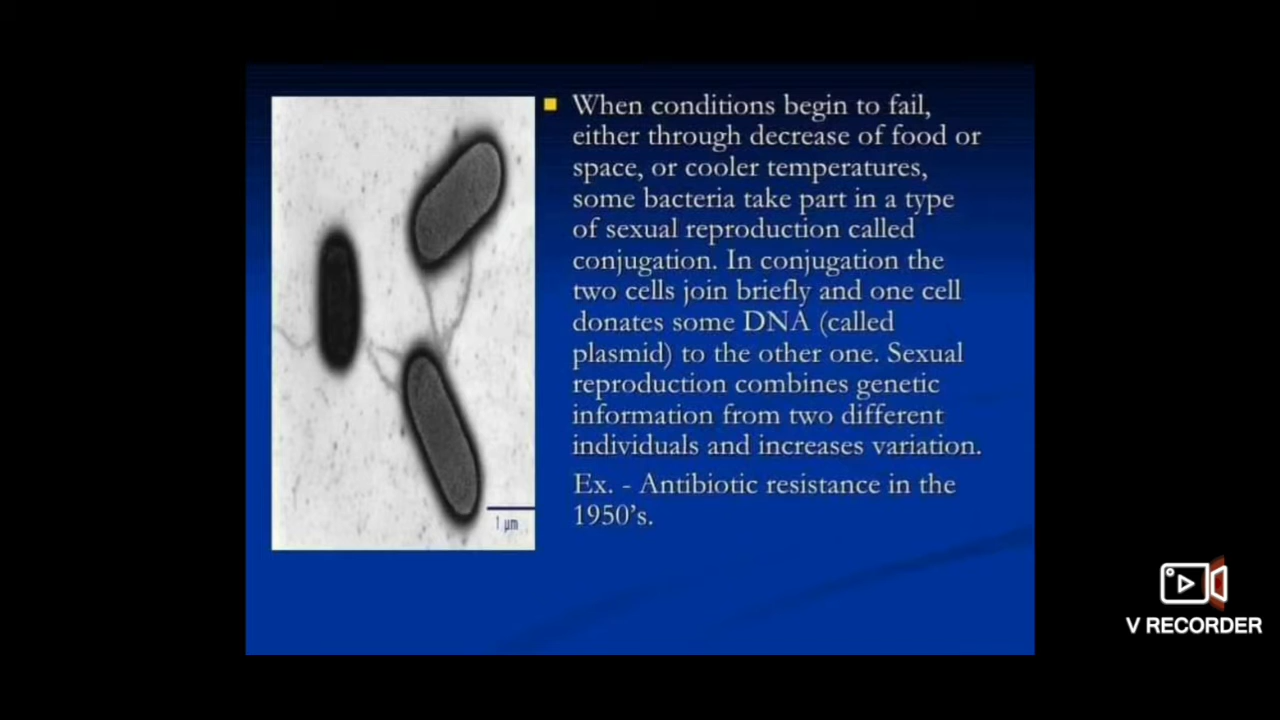 When conditions begin to fail,
either through decrease of food or
space, or cooler temperatures,
some bacteria take part in a type
of sexual reproduction called
conjugation. In conjugation the
two cells join briefly and one cell
donates some DNA (called
plasmid) to the other one. Sexual
reproduction combines genetic
information from two different
individuals and increases variation.
Ex. - Antibiotic resistance in the
1950's.
1 µm
V RECORDER